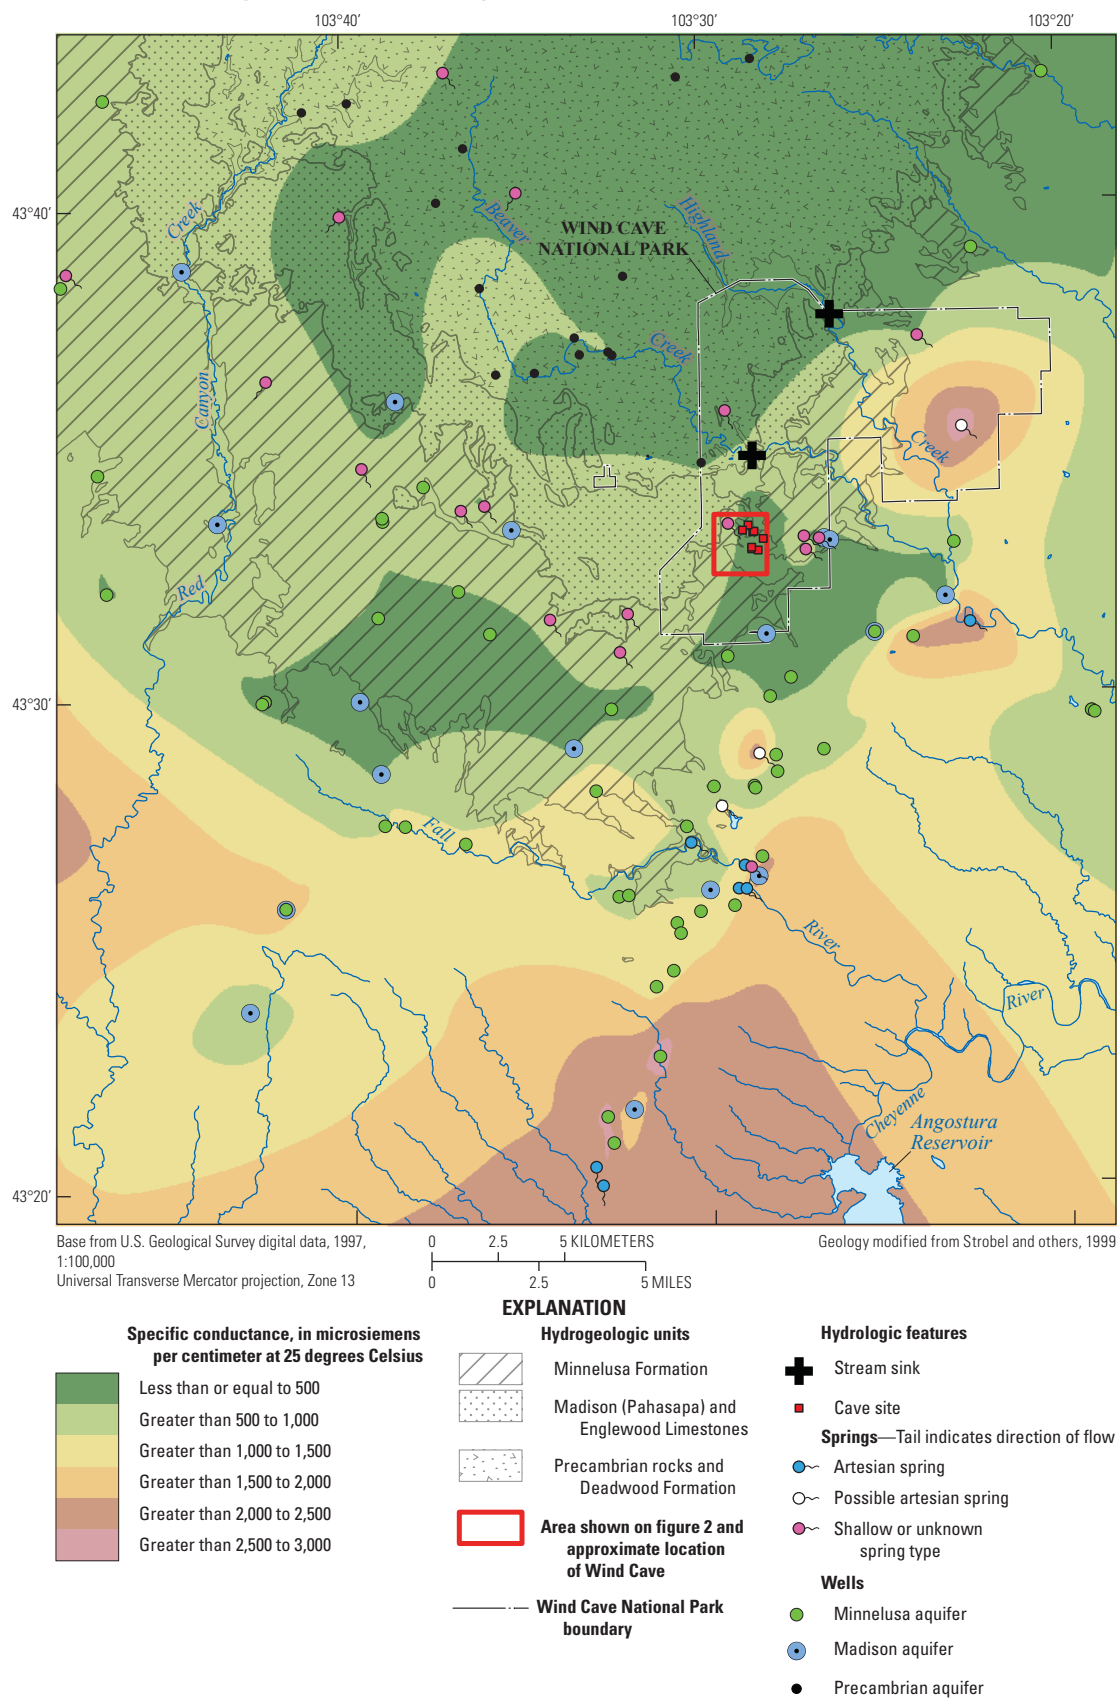 103°40'
103°30'
103°20'
43°40'
43°30'
43°20'
Creek
Beaver
Highland
WIND CAVE
NATIONAL PARK
Creek
Canyon
Creek
Red
Fall
River
River
Cheyenne
Angostura
Reservoir
Base from U.S. Geological Survey digital data, 1997,
1:100,000
Universal Transverse Mercator projection, Zone 13
0 2.5 5 KILOMETERS
0 2.5 5 MILES
Geology modified from Strobel and others, 1999
EXPLANATION
Specific conductance, in microsiemens
per centimeter at 25 degrees Celsius
Less than or equal to 500
Greater than 500 to 1,000
Greater than 1,000 to 1,500
Greater than 1,500 to 2,000
Greater than 2,000 to 2,500
Greater than 2,500 to 3,000
Hydrogeologic units
Minnelusa Formation
Madison (Pahasapa) and
Englewood Limestones
Precambrian rocks and
Deadwood Formation
Area shown on figure 2 and
approximate location
of Wind Cave
Wind Cave National Park
boundary
Hydrologic features
Stream sink
Cave site
Springs—Tail indicates direction of flow
Artesian spring
Possible artesian spring
Shallow or unknown
spring type
Wells
Minnelusa aquifer
Madison aquifer
Precambrian aquifer